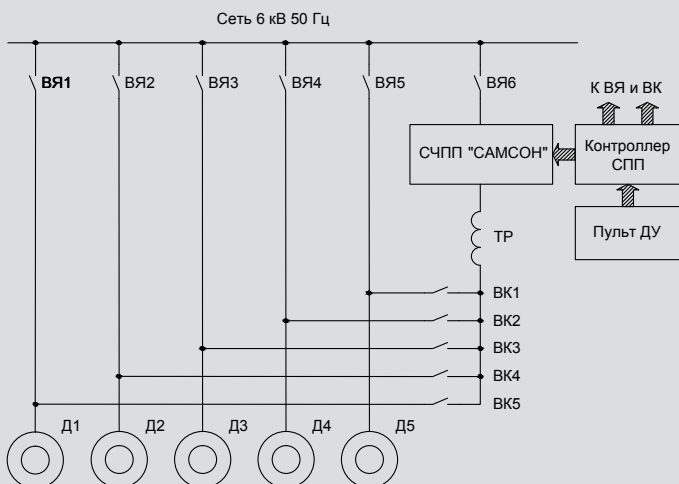 Сеть 6 кВ 50 Гц
ВЯ1 ВЯ2 ВЯ3 ВЯ4 ВЯ5 ВЯ6
К ВЯ и ВК
СЧПП "САМСОН"
Контроллер
СПП
Пульт ДУ
ТР
ВК1
ВК2
ВК3
ВК4
ВК5
Д1 Д2 Д3 Д4 Д5